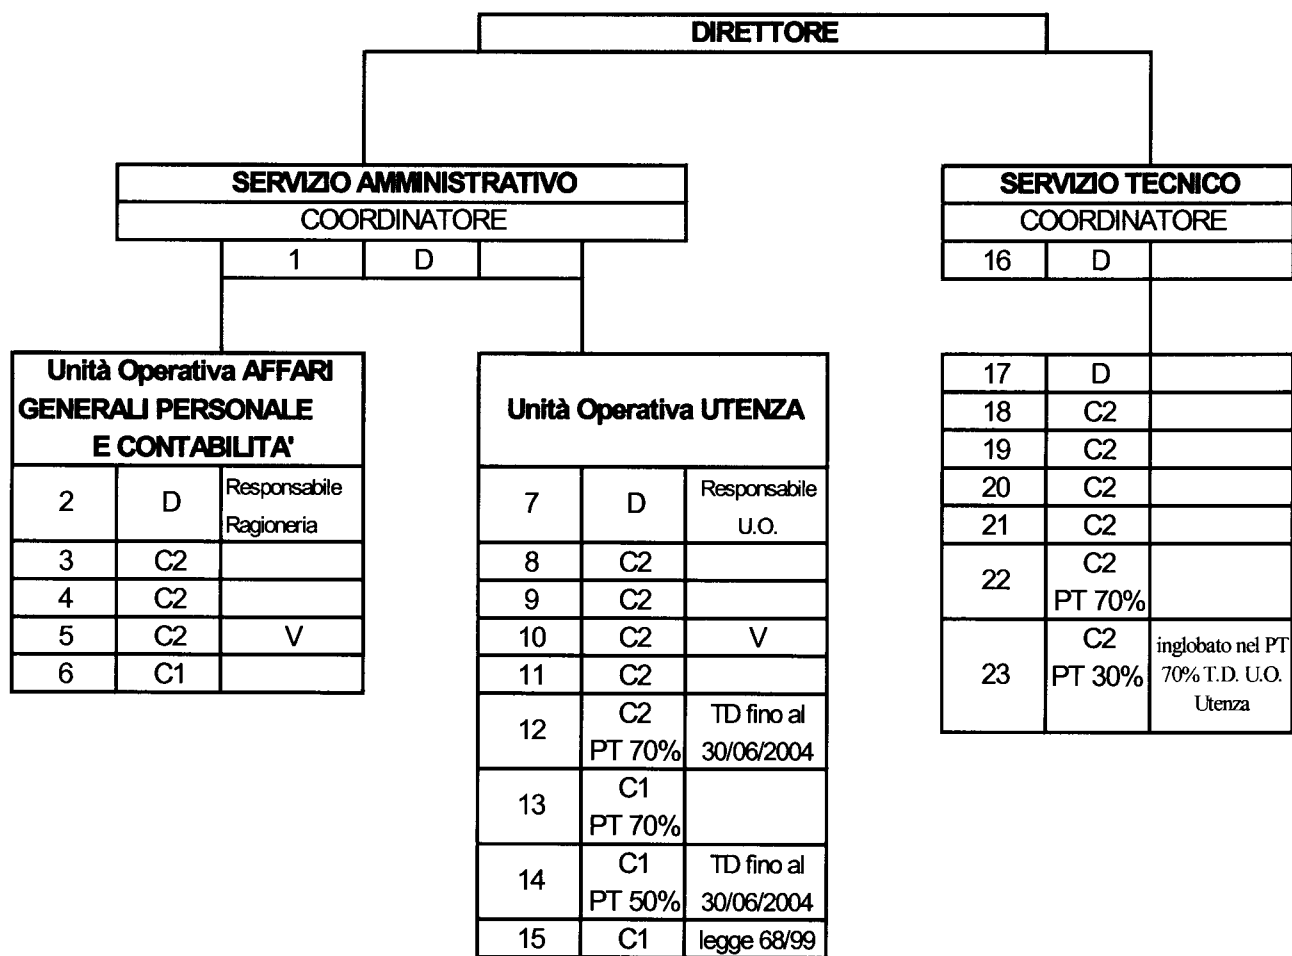 DIRETTORE
SERVIZIO AMMINISTRATIVO
COORDINATORE
1 D
Unità Operativa AFFARI
GENERALI PERSONALE
E CONTABILITA'
2 D Responsabile
Ragioneria
3 C2
4 C2
5 C2 V
6 C1
Unità Operativa UTENZA
7 D Responsabile
U.O.
8 C2
9 C2
10 C2 V
11 C2
12 C2 TD fino al
PT 70% 30/06/2004
13 C1
PT 70%
14 C1 TD fino al
PT 50% 30/06/2004
15 C1 legge 68/99
SERVIZIO TECNICO
COORDINATORE
16 D
17 D
18 C2
19 C2
20 C2
21 C2
22 C2
PT 70%
23 C2 inglobato nel PT
PT 30% 70% T.D. U.O.
Utenza